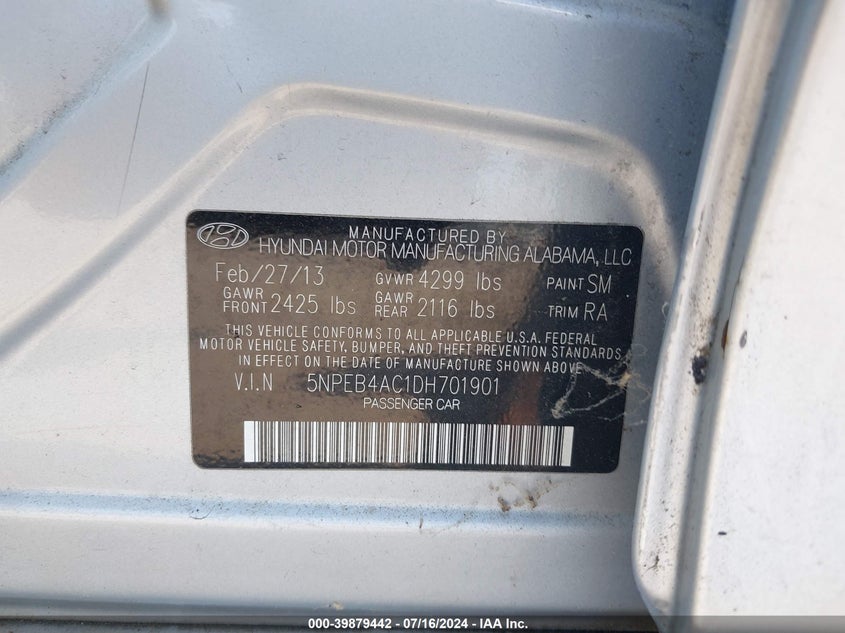 MANUFACTURED BY
HYUNDAI MOTOR MANUFACTURING ALABAMA, LLC
Feb/27/13 GVWR 4299 lbs PAINT SM
GAWR FRONT 2425 lbs GAWR REAR 2116 lbs TRIM RA
THIS VEHICLE CONFORMS TO ALL APPLICABLE U.S.A. FEDERAL
MOTOR VEHICLE SAFETY, BUMPER, AND THEFT PREVENTION STANDARDS
IN EFFECT ON THE DATE OF MANUFACTURE SHOWN ABOVE.
V.I.N 5NPEB4AC1DH701901
PASSENGER CAR
000-39879442 - 07/16/2024 - IAA Inc.